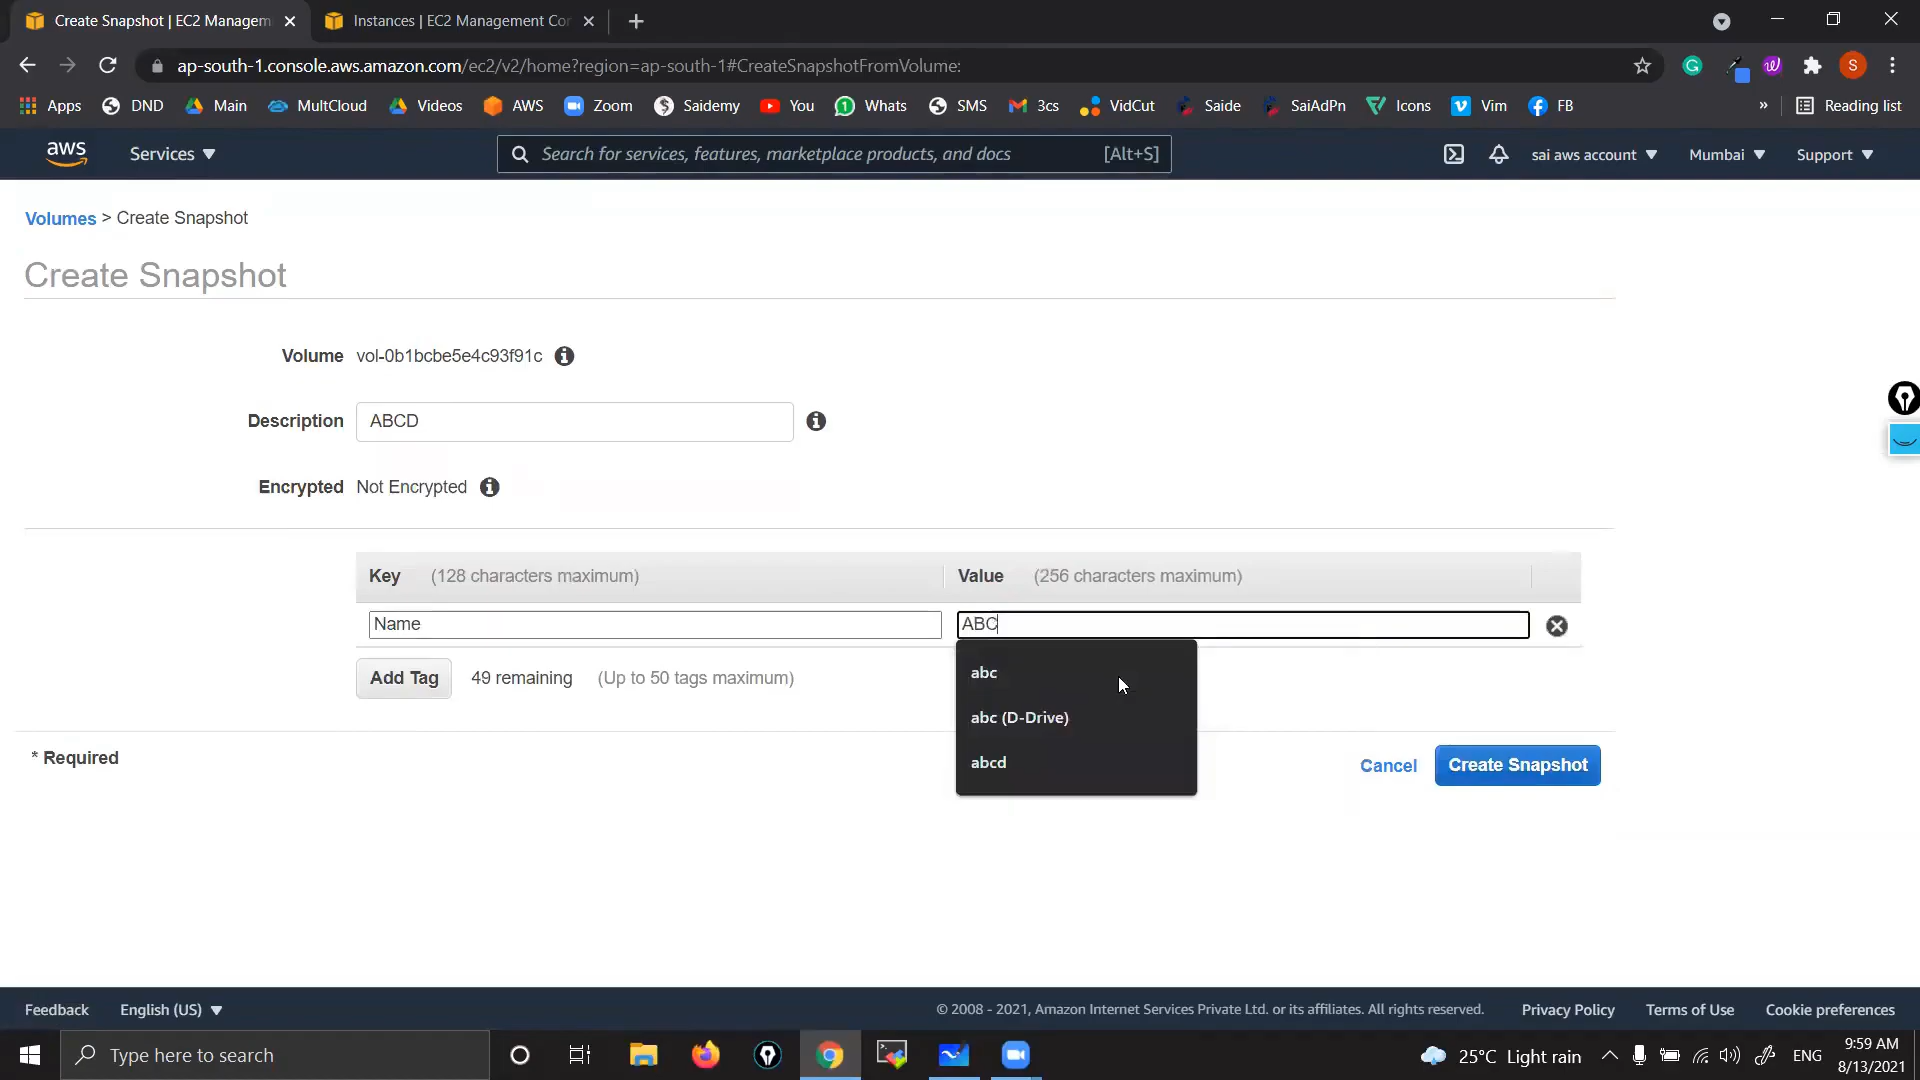 Create Snapshot | EC2 Managem
Instances | EC2 Management Con
ap-south-1.console.aws.amazon.com/ec2/v2/home?region=ap-south-1#CreateSnapshotFromVolume:
S
Apps DND Main MultCloud Videos AWS Zoom Saidemy You Whats SMS 3cs VidCut Saide SaiAdPn Icons Vim FB » Reading list
aws Services Search for services, features, marketplace products, and docs [Alt+S] sai aws account Mumbai Support
Volumes > Create Snapshot
Create Snapshot
Volume vol-0b1bcbe5e4c93f91c
Description ABCD
Encrypted Not Encrypted
Key (128 characters maximum) Value (256 characters maximum)
Name ABC
abc
abc (D-Drive)
abcd
Add Tag 49 remaining (Up to 50 tags maximum)
* Required
Cancel Create Snapshot
Feedback English (US) © 2008 - 2021, Amazon Internet Services Private Ltd. or its affiliates. All rights reserved. Privacy Policy Terms of Use Cookie preferences
Type here to search
25°C Light rain ENG 9:59 AM
8/13/2021